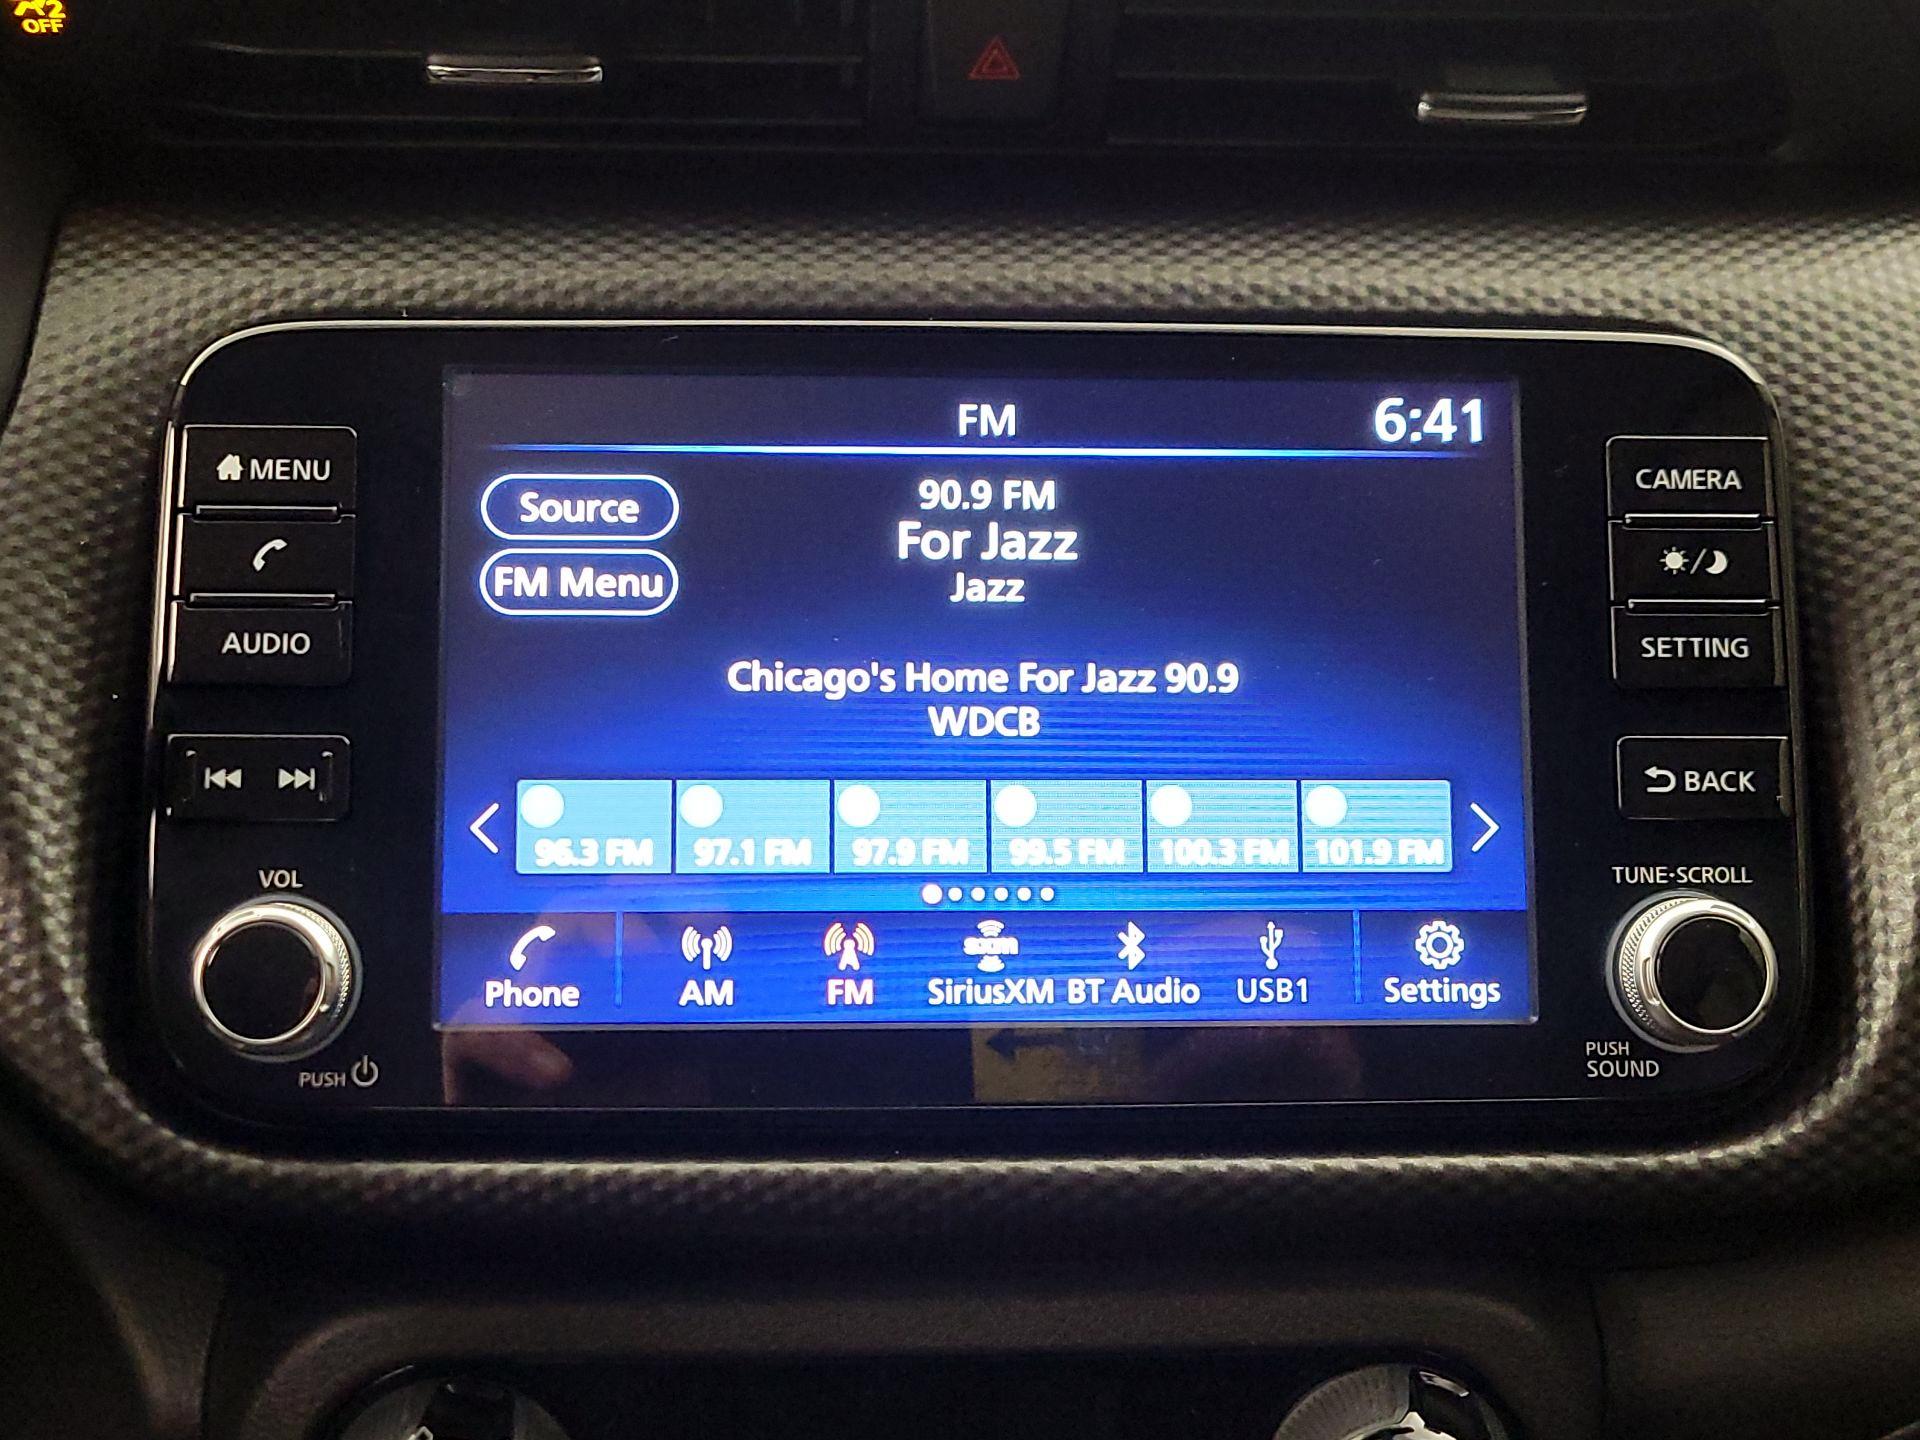 2
OFF
FM
6:41
MENU
CAMERA
Source
90.9 FM
For Jazz
Jazz
FM Menu
AUDIO
SETTING
Chicago's Home For Jazz 90.9
WDCB
BACK
96.3 FM
97.1 FM
97.9 FM
99.5 FM
100.3 FM
101.9 FM
VOL
TUNE·SCROLL
Phone
AM
FM
sxm
SiriusXM
BT Audio
USB1
Settings
PUSH
PUSH
SOUND